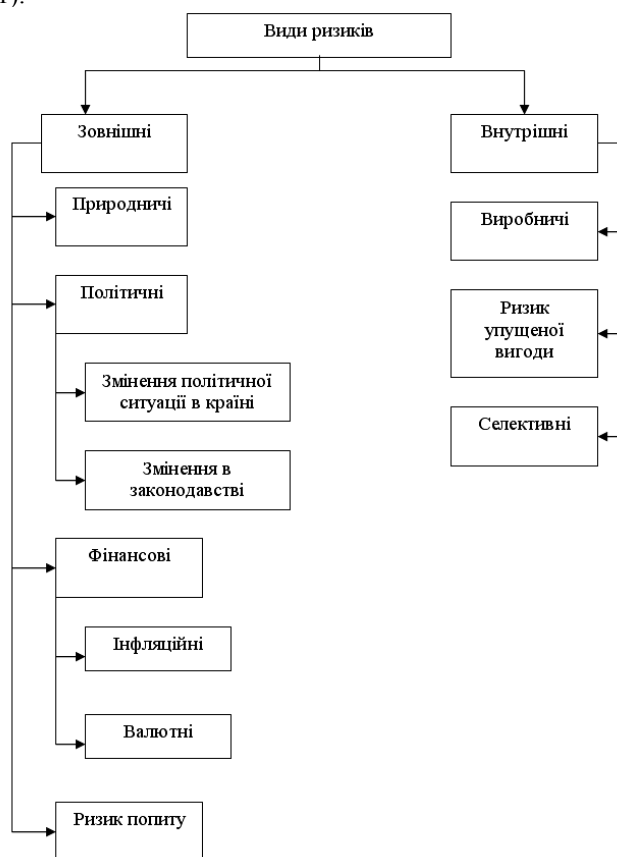 Види ризиків
Зовнішні
Внутрішні
Природничі
Виробничі
Політичні
Ризик
упущеної
вигоди
Змінення політичної
ситуації в країні
Селективні
Змінення в
законодавстві
Фінансові
Інфляційні
Валютні
Ризик попиту